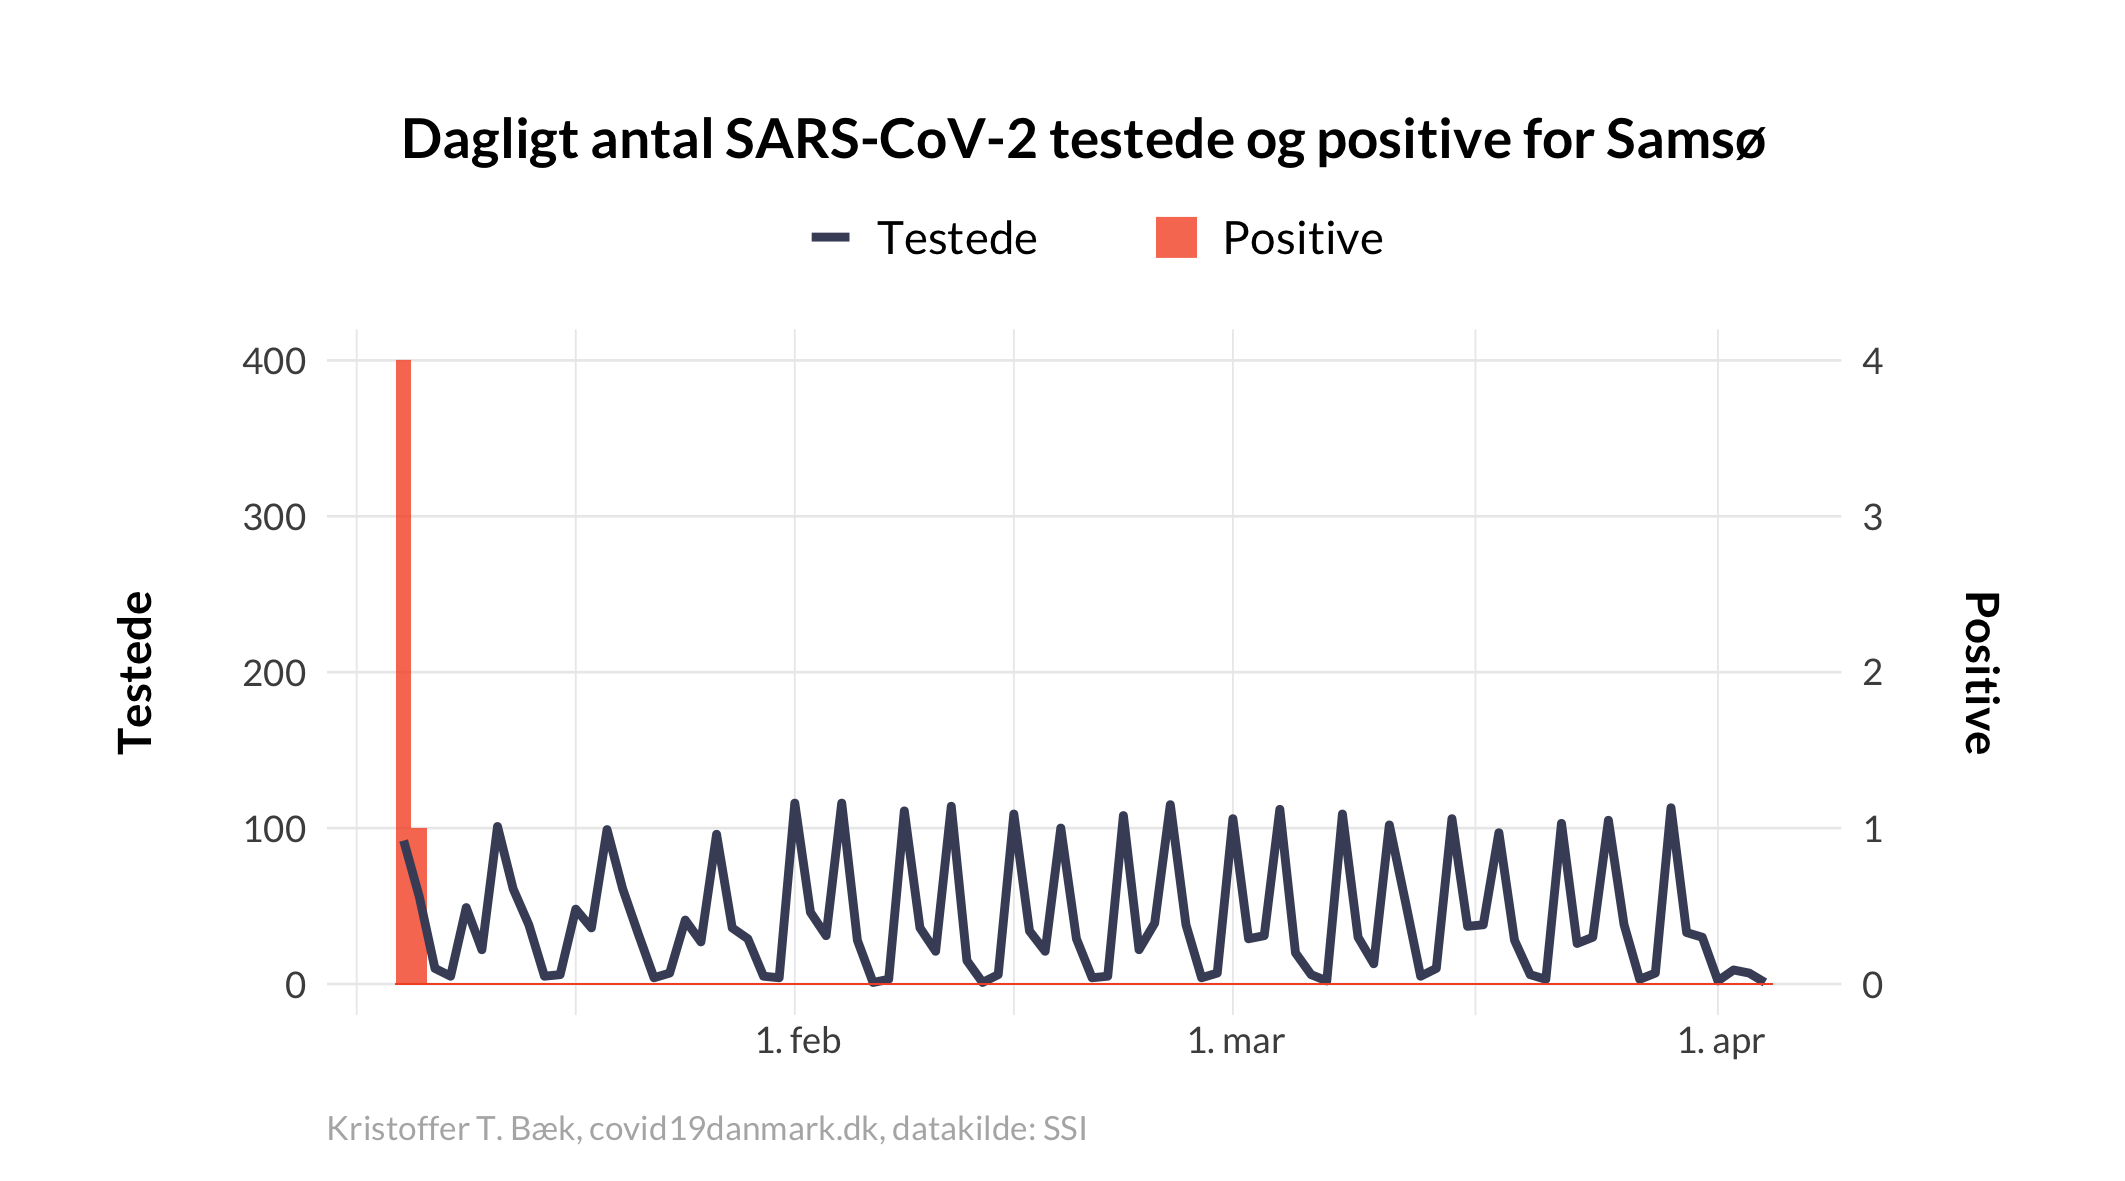 Dagligt antal SARS-CoV-2 testede og positive for Samsø
Testede Positive
400 4
300 3
200 2
100 1
0 0
Testede
Positive
1. feb 1. mar 1. apr
Kristoffer T. Bæk, covid19danmark.dk, datakilde: SSI